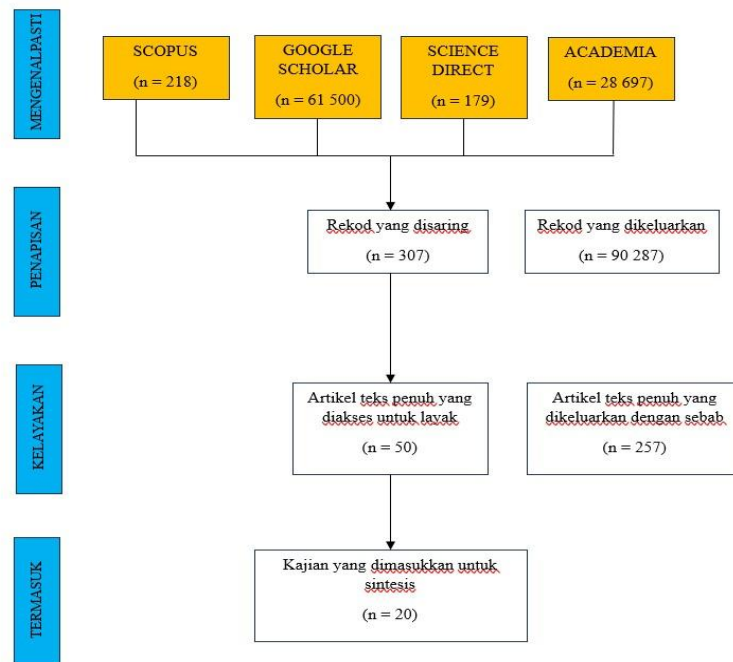 MENGENALPASTI
SCOPUS
(n = 218)
GOOGLE
SCHOLAR
(n = 61 500)
SCIENCE
DIRECT
(n = 179)
ACADEMIA
(n = 28 697)
PENAPISAN
Rekod yang disaring
(n = 307)
Rekod yang dikeluarkan
(n = 90 287)
KELAYAKAN
Artikel teks penuh yang
diakses untuk layak
(n = 50)
Artikel teks penuh yang
dikeluarkan dengan sebab
(n = 257)
TERMASUK
Kajian yang dimasukkan untuk
sintesis
(n = 20)